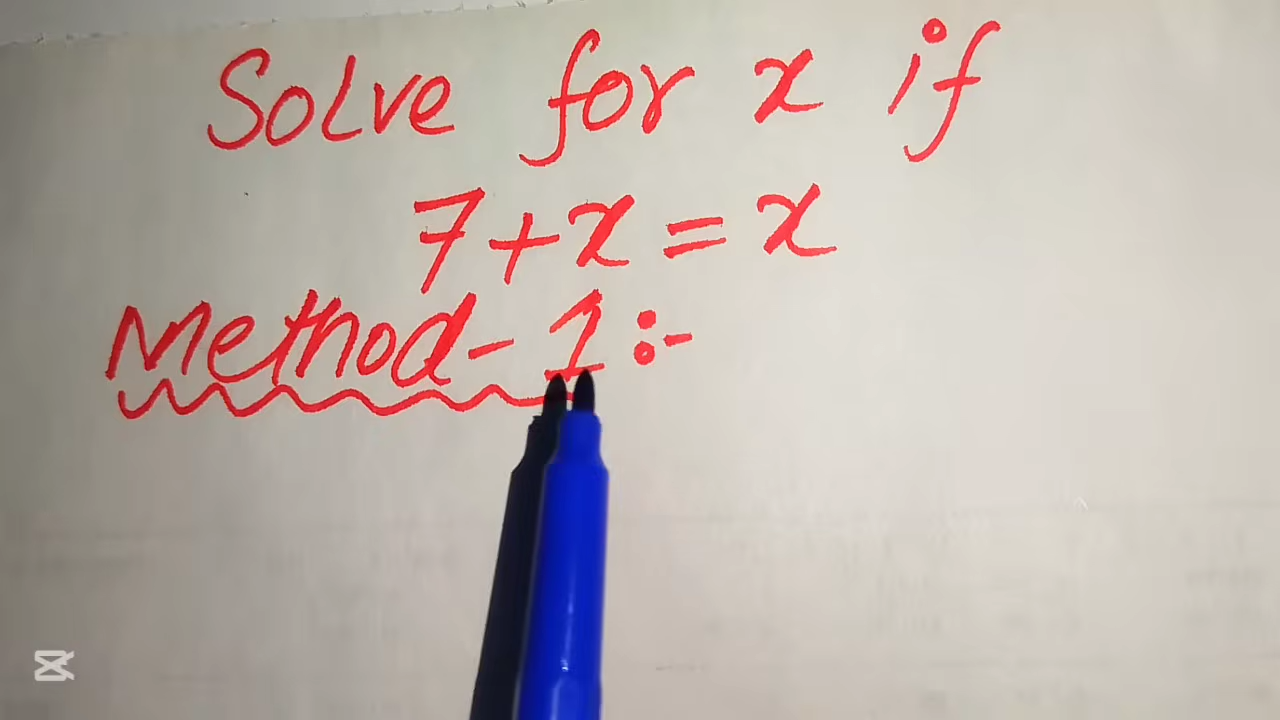 Solve for x if
7+x=x
Method-1:-